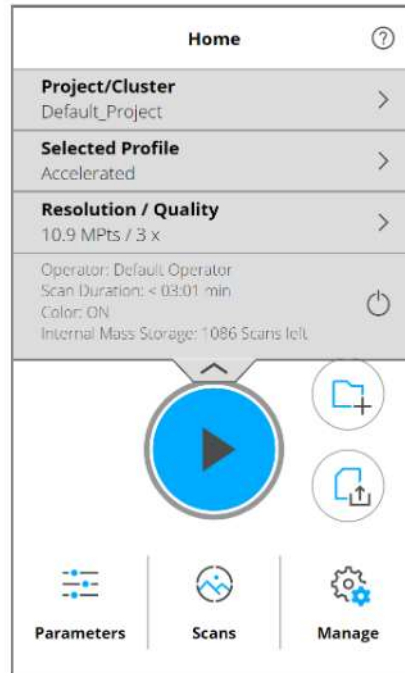 Home
?
Project/Cluster
Default_Project
Selected Profile
Accelerated
Resolution / Quality
10.9 MPts / 3 x
Operator: Default Operator
Scan Duration: < 03:01 min
Color: ON
Internal Mass Storage: 1086 Scans left
Parameters
Scans
Manage